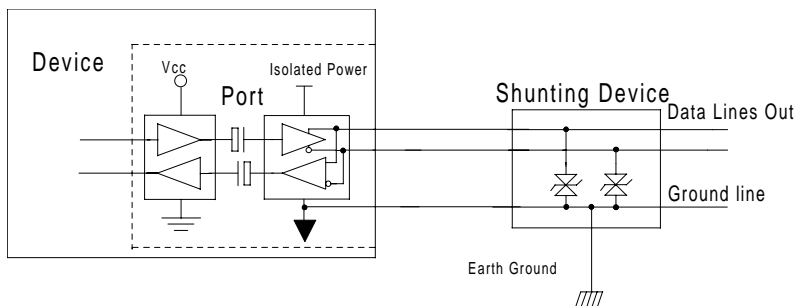 Device
Vcc
Isolated Power
Port
Shunting Device
Data Lines Out
Ground line
Earth Ground